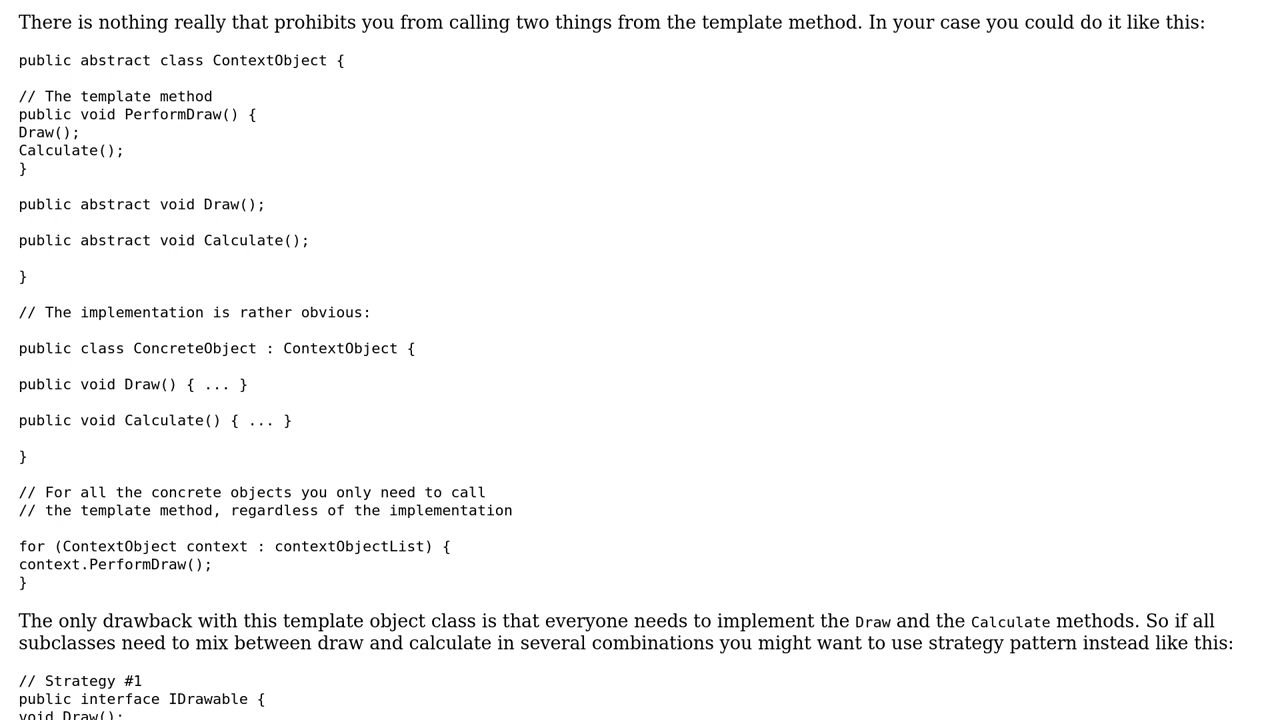 There is nothing really that prohibits you from calling two things from the template method. In your case you could do it like this:
public abstract class ContextObject {
// The template method
public void PerformDraw() {
Draw();
Calculate();
}
public abstract void Draw();
public abstract void Calculate();
}
// The implementation is rather obvious:
public class ConcreteObject : ContextObject {
public void Draw() { ... }
public void Calculate() { ... }
}
// For all the concrete objects you only need to call
// the template method, regardless of the implementation
for (ContextObject context : contextObjectList) {
context.PerformDraw();
}
The only drawback with this template object class is that everyone needs to implement the Draw and the Calculate methods. So if all
subclasses need to mix between draw and calculate in several combinations you might want to use strategy pattern instead like this:
// Strategy #1
public interface IDrawable {
void Draw();